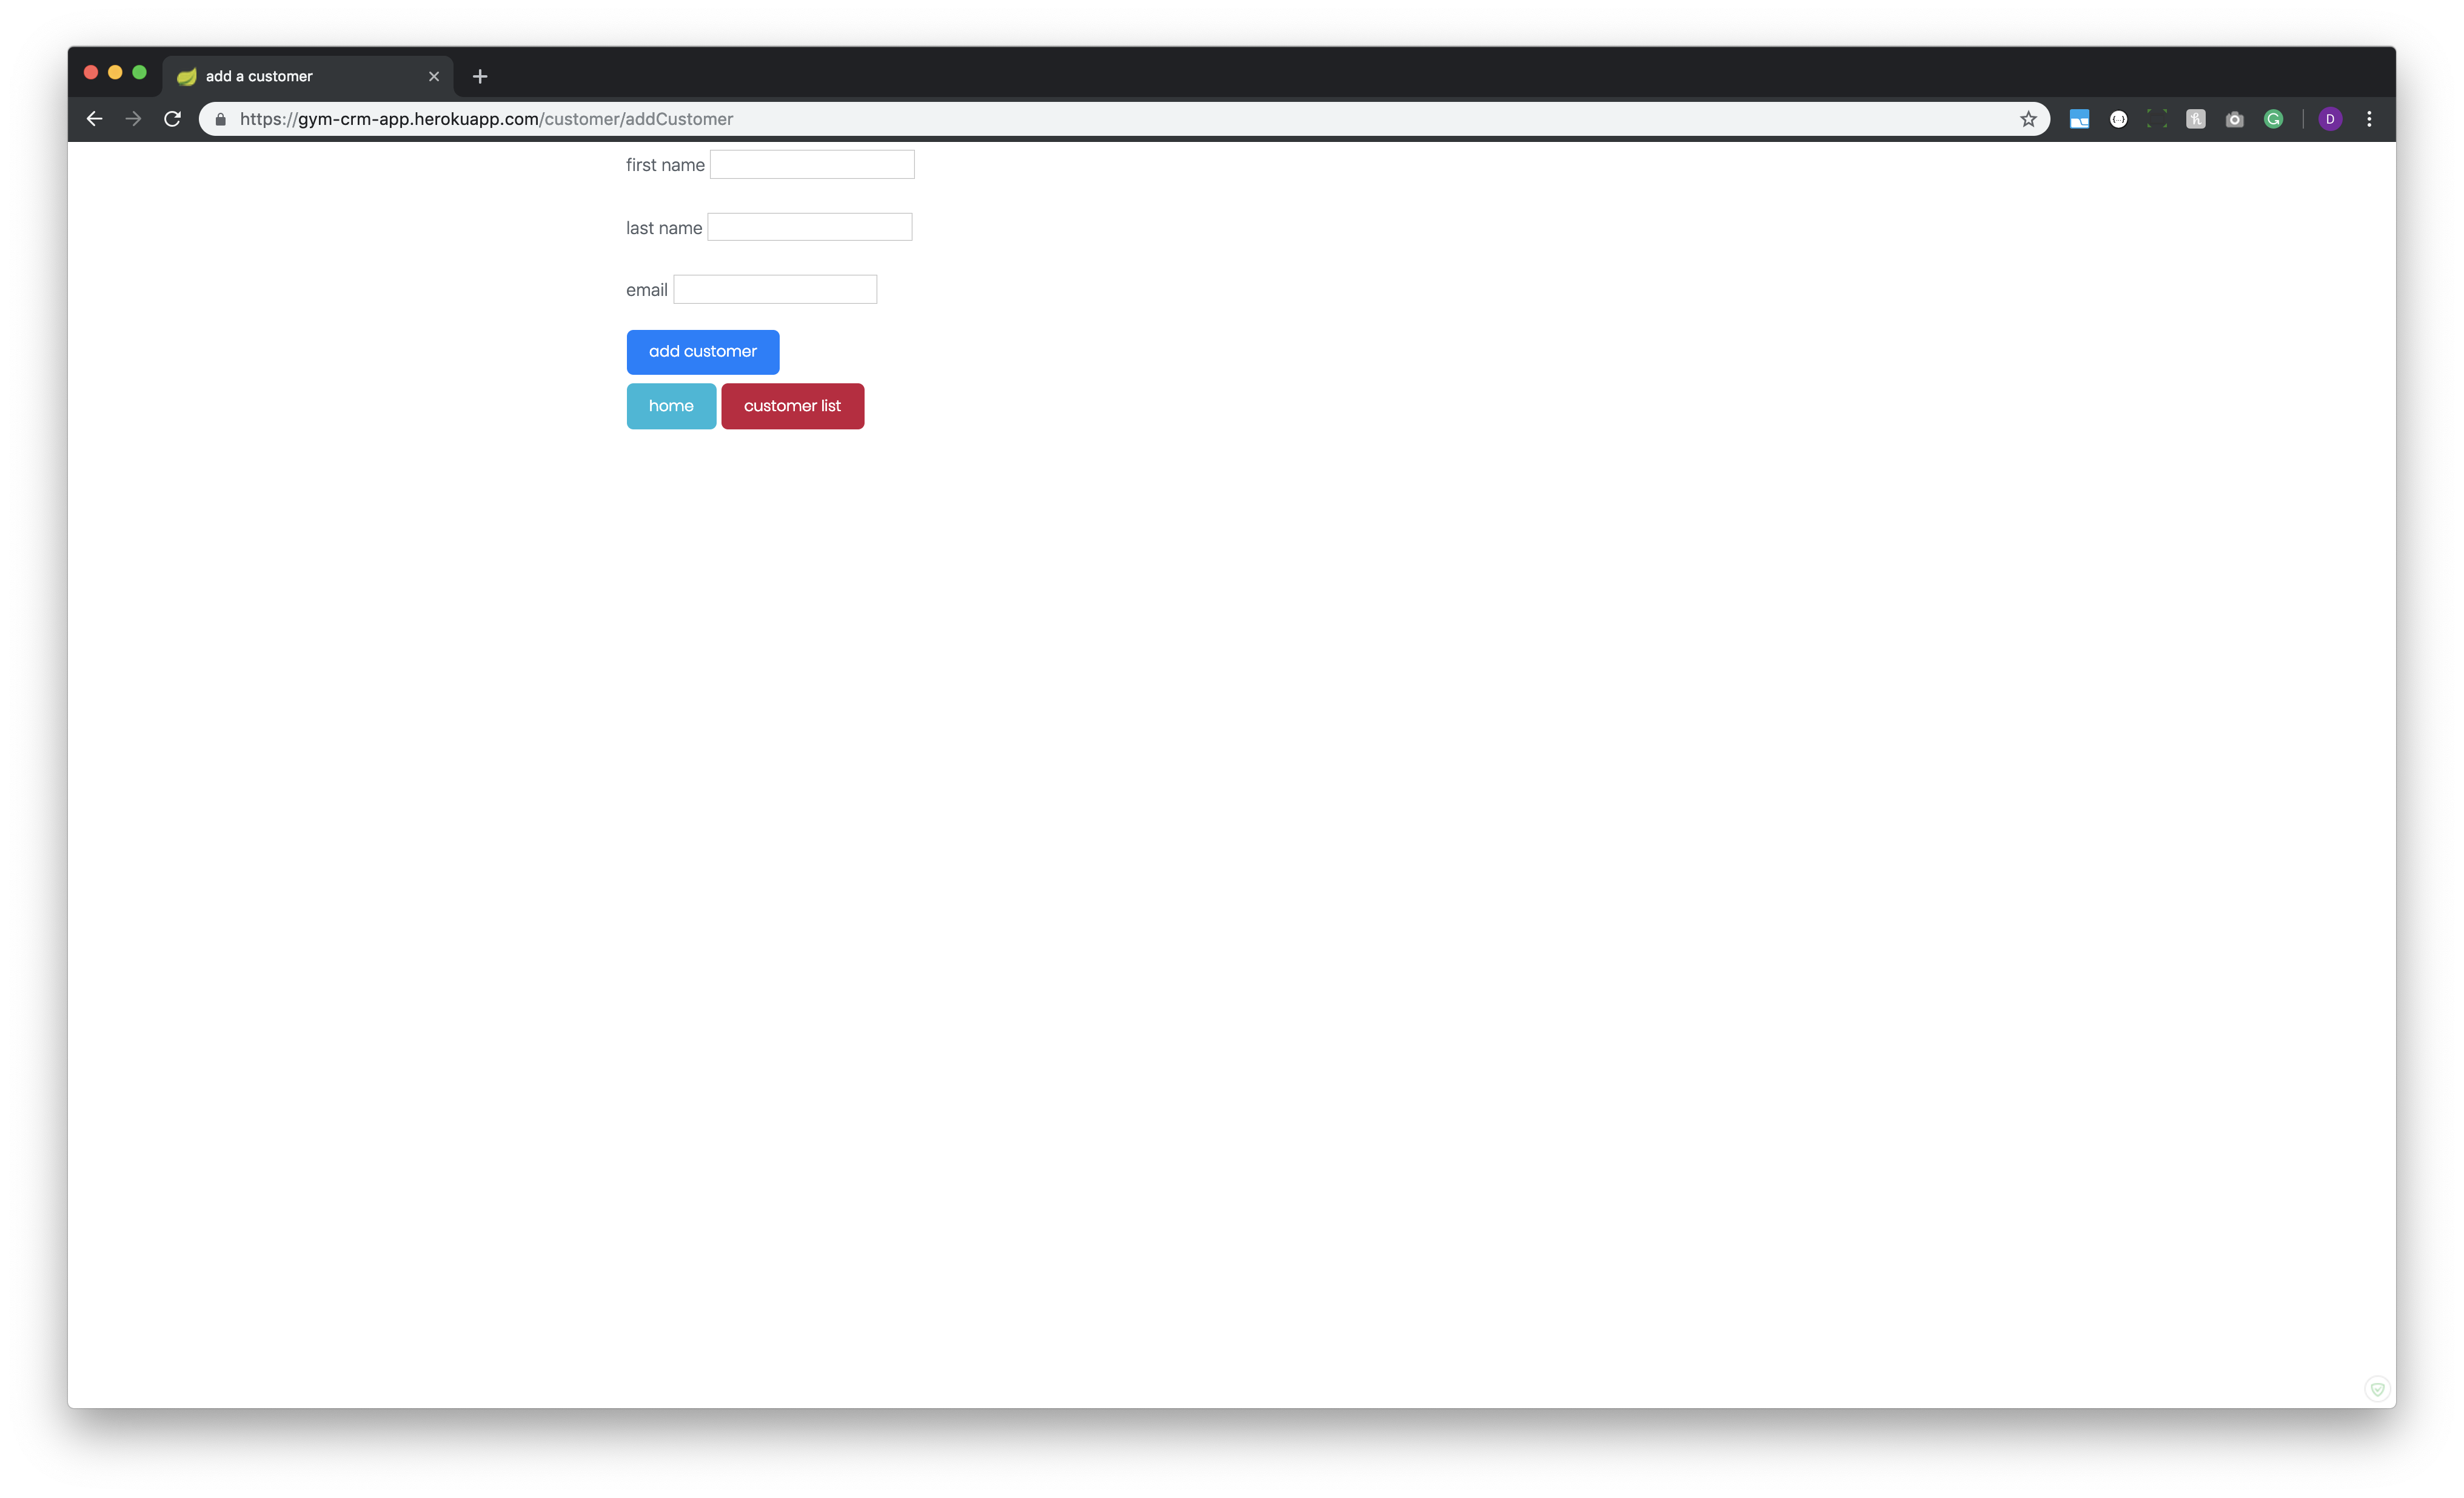 add a customer
https://gym-crm-app.herokuapp.com/customer/addCustomer
D
first name
last name
email
add customer
home customer list